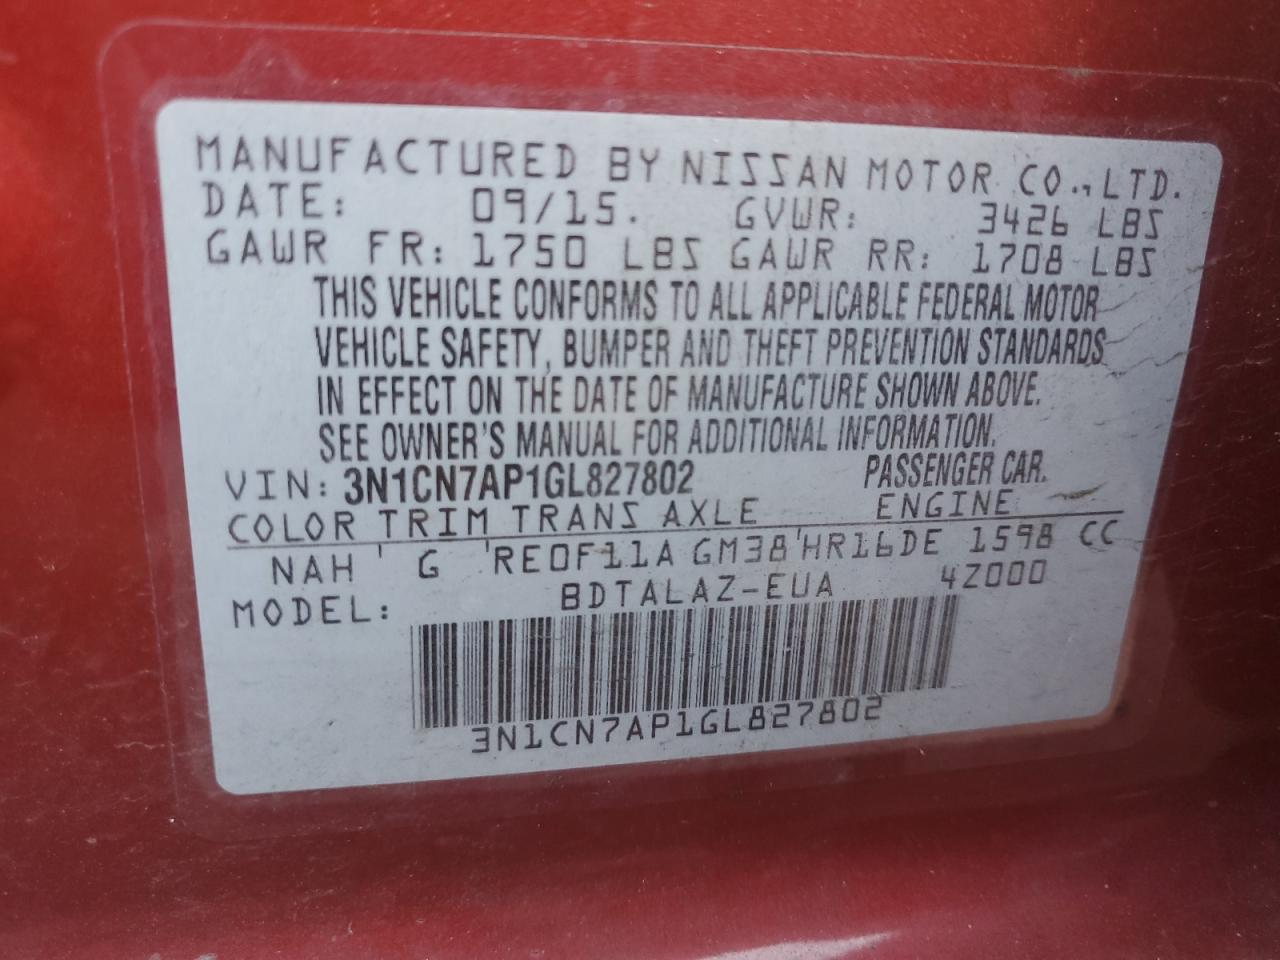 MANUFACTURED BY NISSAN MOTOR CO., LTD.
DATE: 09/15. GVWR: 3426 LBS
GAWR FR: 1750 LBS GAWR RR: 1708 LBS
THIS VEHICLE CONFORMS TO ALL APPLICABLE FEDERAL MOTOR
VEHICLE SAFETY, BUMPER AND THEFT PREVENTION STANDARDS
IN EFFECT ON THE DATE OF MANUFACTURE SHOWN ABOVE.
SEE OWNER'S MANUAL FOR ADDITIONAL INFORMATION.
VIN: 3N1CN7AP1GL827802 PASSENGER CAR.
COLOR TRIM TRANS AXLE ENGINE
NAH ' G 'RE0F11A GM38'HR16DE 1598 CC
MODEL: BDTALAZ-EUA 4Z000
3N1CN7AP1GL827802